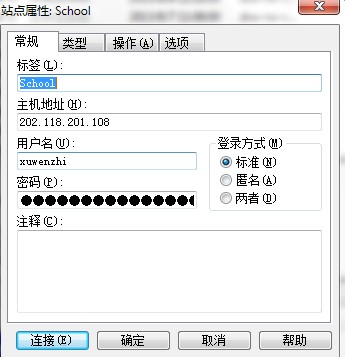 站点属性: School
常规 类型 操作(A) 选项
标签(L):
School
主机地址(H):
202.118.201.108
用户名(U): 登录方式(M)
xuwenzhi 标准(N)
密码(P): 匿名(A)
●●●●●●●●●●●●●● 两者(D)
注释(C):
连接(E) 确定 取消 帮助